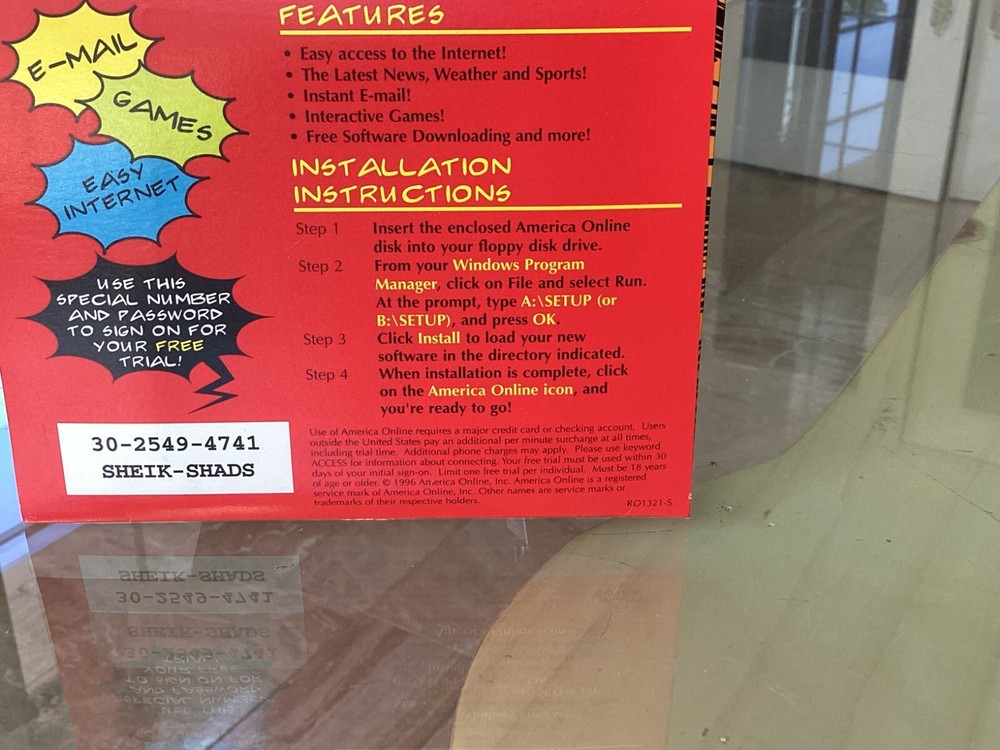 E-MAIL
GAMES
EASY
INTERNET
USE THIS
SPECIAL NUMBER
AND PASSWORD
TO SIGN ON FOR
YOUR FREE
TRIAL!
30-2549-4741
SHEIK-SHADS
FEATURES
• Easy access to the Internet!
• The Latest News, Weather and Sports!
• Instant E-mail!
• Interactive Games!
• Free Software Downloading and more!
INSTALLATION
INSTRUCTIONS
Step 1 Insert the enclosed America Online
disk into your floppy disk drive.
Step 2 From your Windows Program
Manager, click on File and select Run.
At the prompt, type A:\SETUP (or
B:\SETUP), and press OK.
Step 3 Click Install to load your new
software in the directory indicated.
Step 4 When installation is complete, click
on the America Online icon, and
you're ready to go!
Use of America Online requires a major credit card or checking account. Users
outside the United States pay an additional per minute surcharge at all times,
including trial time. Additional phone charges may apply. Please use keyword
ACCESS for information about connecting. Your free trial must be used within 30
days of your initial sign-on. Limit one free trial per individual. Must be 18 years
of age or older. © 1996 America Online, Inc. America Online is a registered
service mark of America Online, Inc. Other names are service marks or
trademarks of their respective holders.
RD1321-S